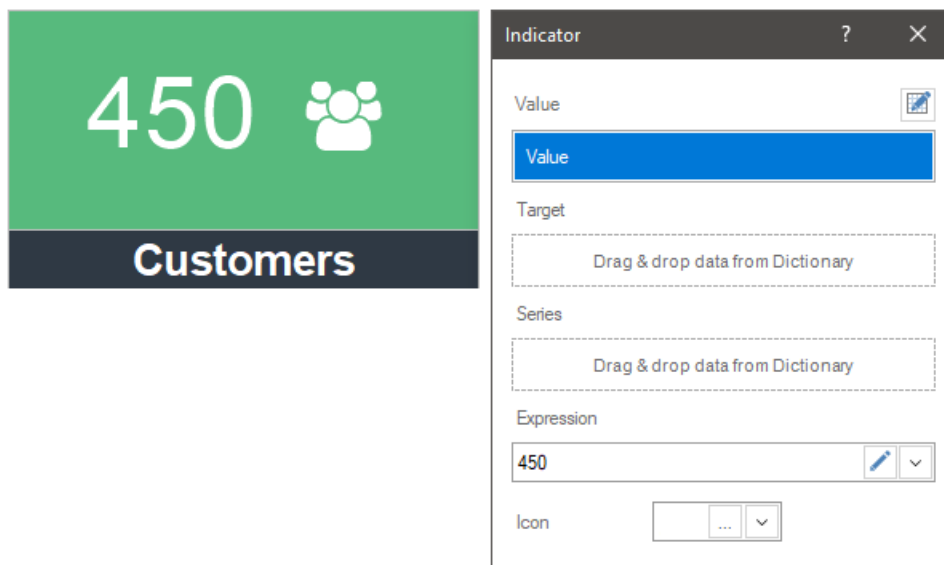 450
Customers
Indicator ? ×
Value
Value
Target
Drag & drop data from Dictionary
Series
Drag & drop data from Dictionary
Expression
450
Icon ...